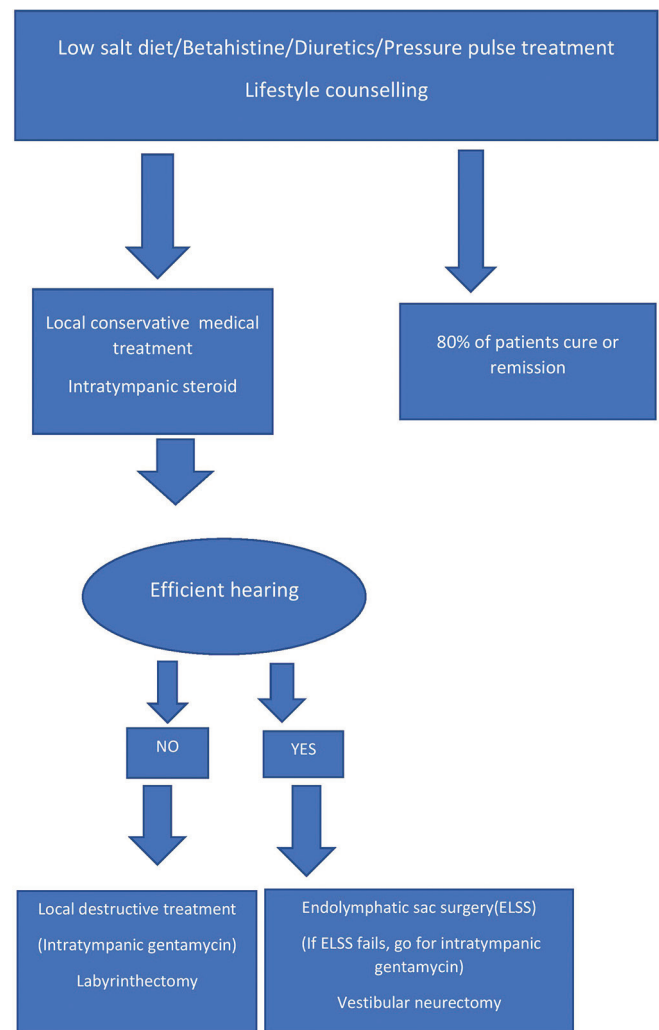 Low salt diet/Betahistine/Diuretics/Pressure pulse treatment
Lifestyle counselling
Local conservative medical
treatment
Intratympanic steroid
80% of patients cure or
remission
Efficient hearing
NO
YES
Local destructive treatment
(Intratympanic gentamycin)
Labyrinthectomy
Endolymphatic sac surgery(ELSS)
(If ELSS fails, go for intratympanic
gentamycin)
Vestibular neurectomy